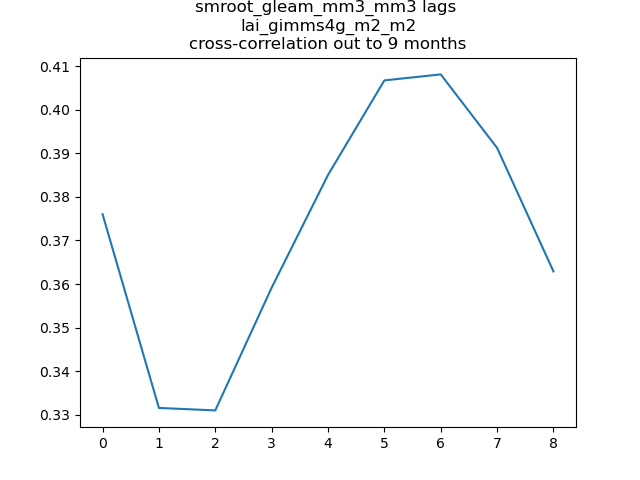 smroot_gleam_mm3_mm3 lags
lai_gimms4g_m2_m2
cross-correlation out to 9 months
0.41
0.40
0.39
0.38
0.37
0.36
0.35
0.34
0.33
0 1 2 3 4 5 6 7 8